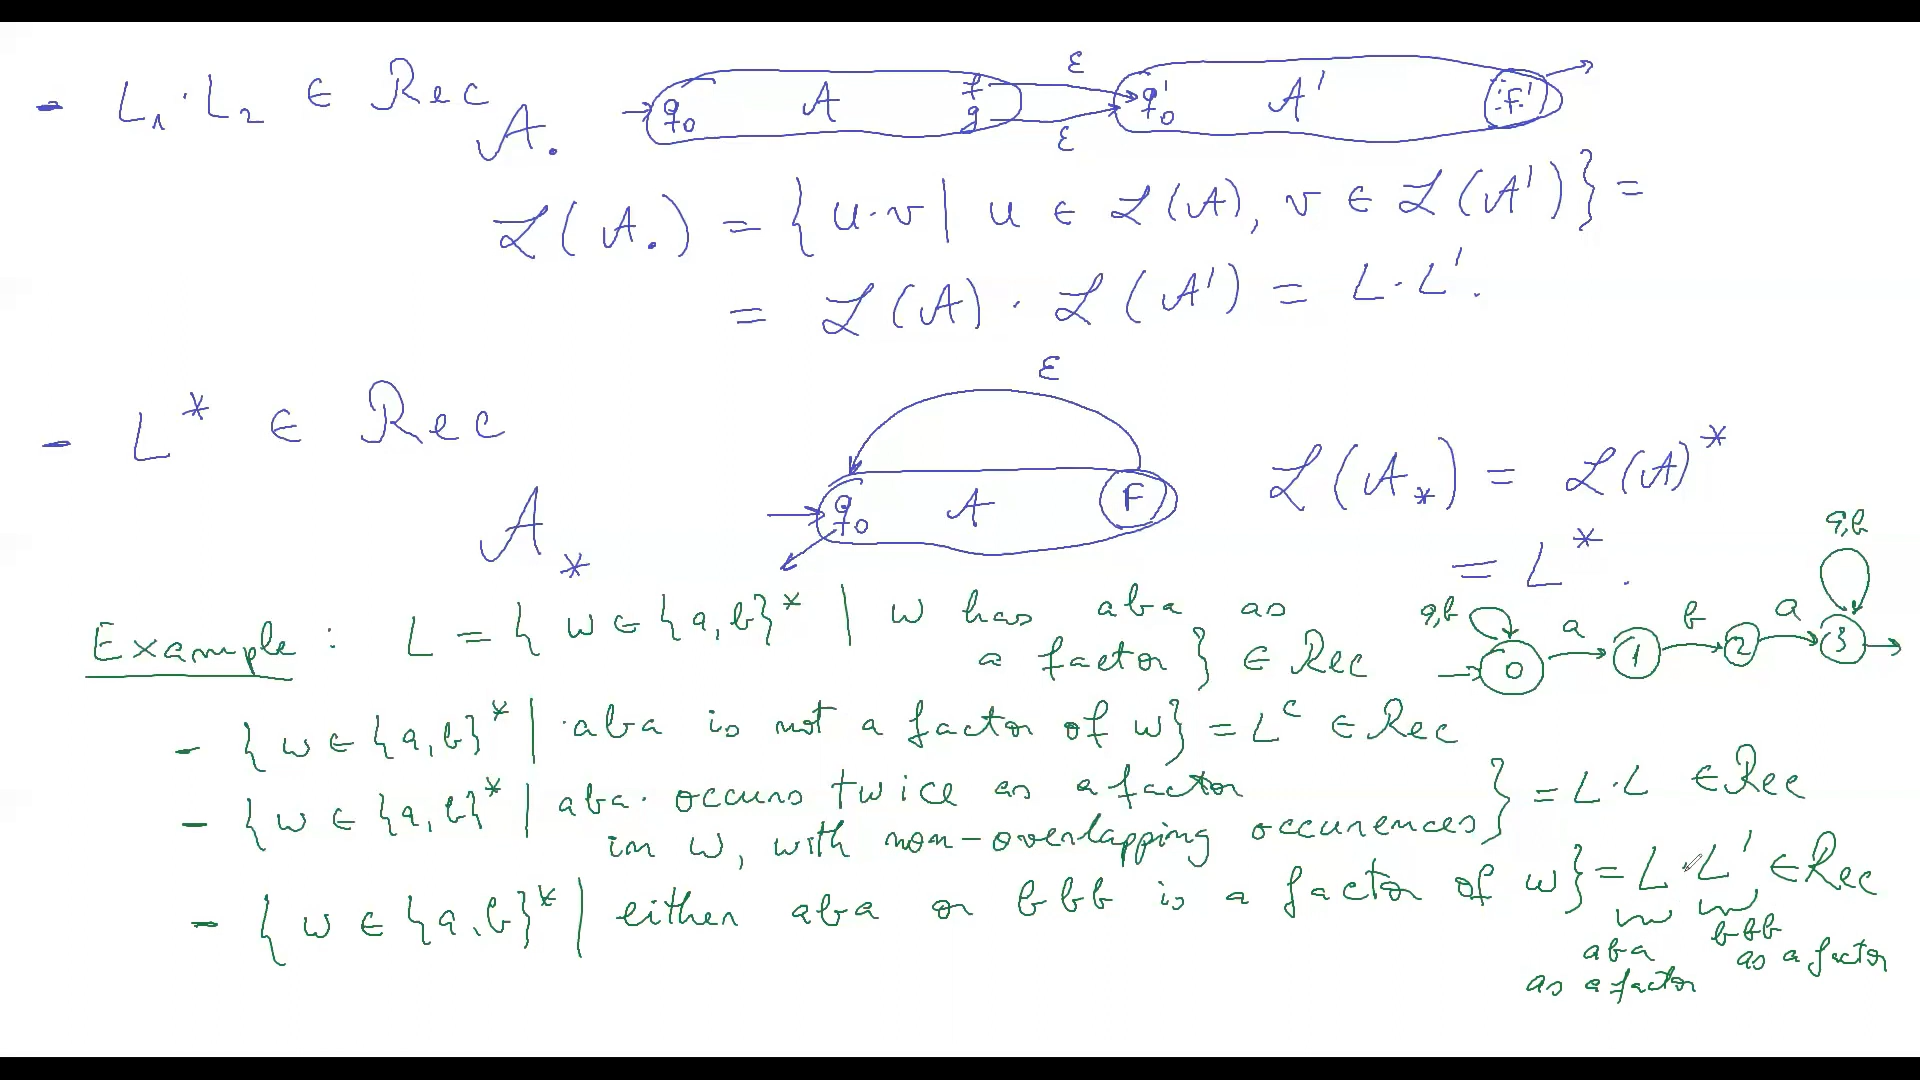 - L₁ · L₂ ∈ Rec
A. q₀ A f g ε ε q₀' A' F'
ℒ(A.) = { u·v | u ∈ ℒ(A), v ∈ ℒ(A') } =
= ℒ(A) · ℒ(A') = L·L'.
- L* ∈ Rec
A* q₀ A F ε
ℒ(A*) = ℒ(A)*
= L*.
Example : L = { w ∈ {a,b}* | w has aba as
a factor } ∈ Rec
a,b 0 a 1 b 2 a 3 a,b
- { w ∈ {a,b}* | aba is not a factor of w} = Lᶜ ∈ Rec
- { w ∈ {a,b}* | aba occurs twice as a factor
in w, with non-overlapping occurences } = L·L ∈ Rec
- { w ∈ {a,b}* | either aba or bbb is a factor of w} = L · L' ∈ Rec
aba
as a factor
bbb
as a factor